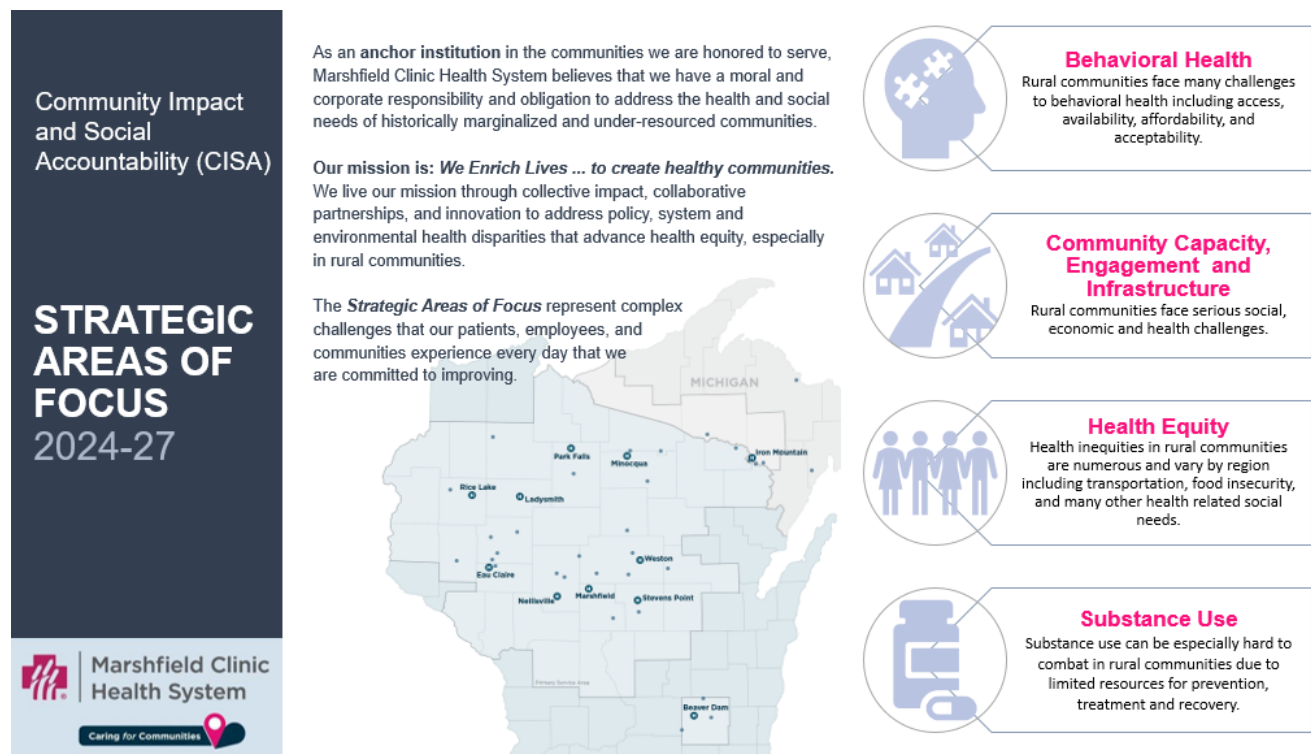 Community Impact
and Social
Accountability (CISA)
STRATEGIC
AREAS OF
FOCUS
2024-27
Marshfield Clinic
Health System
Caring for Communities
As an anchor institution in the communities we are honored to serve,
Marshfield Clinic Health System believes that we have a moral and
corporate responsibility and obligation to address the health and social
needs of historically marginalized and under-resourced communities.
Our mission is: We Enrich Lives ... to create healthy communities.
We live our mission through collective impact, collaborative
partnerships, and innovation to address policy, system and
environmental health disparities that advance health equity, especially
in rural communities.
The Strategic Areas of Focus represent complex
challenges that our patients, employees, and
communities experience every day that we
are committed to improving.
MICHIGAN
Park Falls
Minocqua
Iron Mountain
Rice Lake
Ladysmith
Weston
Eau Claire
Neillsville
Marshfield
Stevens Point
Primary Service Area
Beaver Dam
Behavioral Health
Rural communities face many challenges
to behavioral health including access,
availability, affordability, and
acceptability.
Community Capacity,
Engagement and
Infrastructure
Rural communities face serious social,
economic and health challenges.
Health Equity
Health inequities in rural communities
are numerous and vary by region
including transportation, food insecurity,
and many other health related social
needs.
Substance Use
Substance use can be especially hard to
combat in rural communities due to
limited resources for prevention,
treatment and recovery.